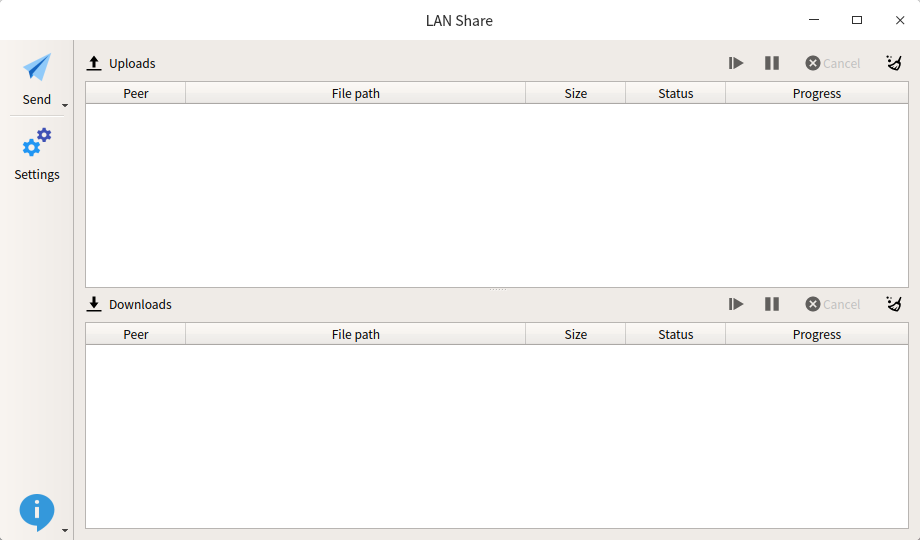 LAN Share
Send
Settings
Uploads
Cancel
Peer File path Size Status Progress
Downloads
Cancel
Peer File path Size Status Progress